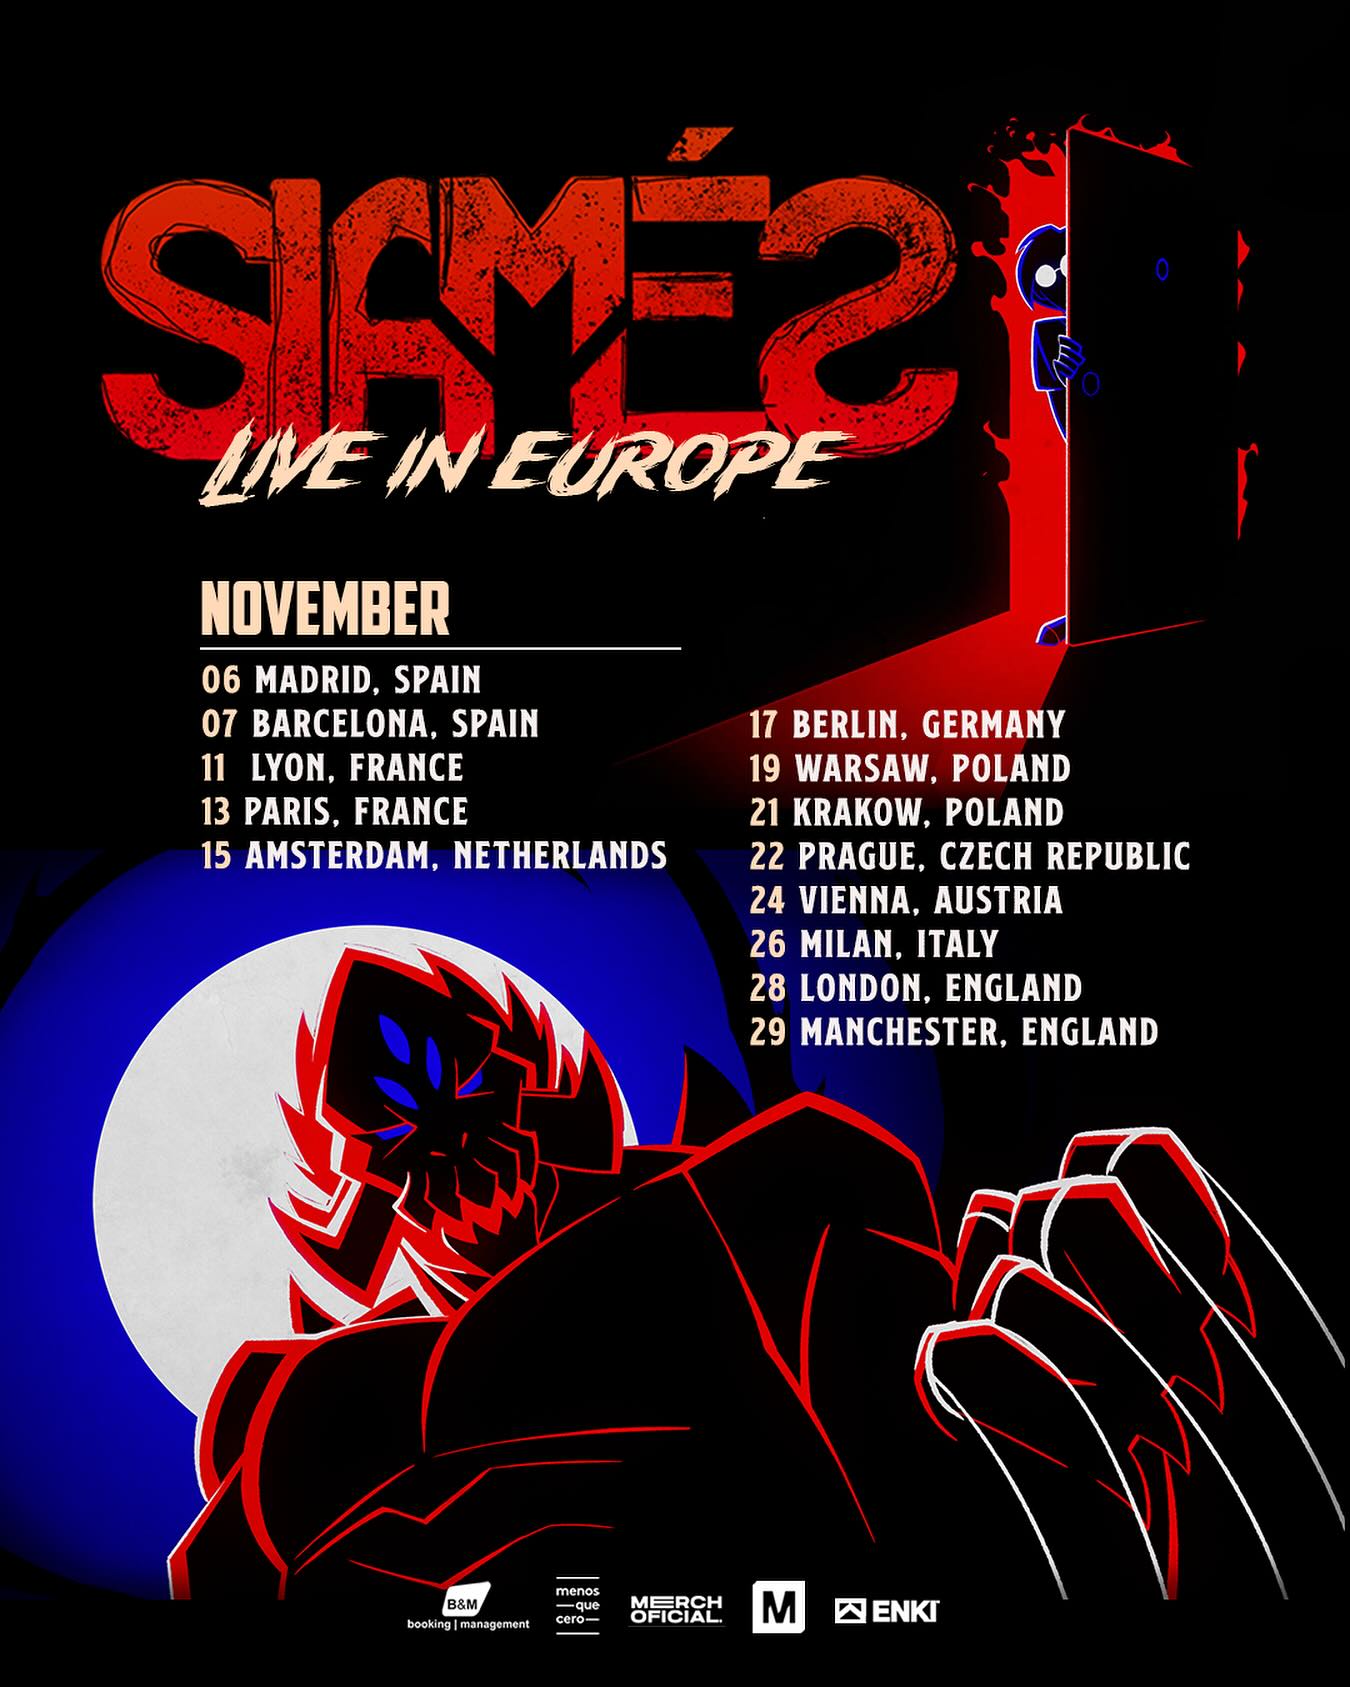 SIAMÉS
LIVE IN EUROPE
NOVEMBER
06 MADRID, SPAIN
07 BARCELONA, SPAIN
11 LYON, FRANCE
13 PARIS, FRANCE
15 AMSTERDAM, NETHERLANDS
17 BERLIN, GERMANY
19 WARSAW, POLAND
21 KRAKOW, POLAND
22 PRAGUE, CZECH REPUBLIC
24 VIENNA, AUSTRIA
26 MILAN, ITALY
28 LONDON, ENGLAND
29 MANCHESTER, ENGLAND
B&M
booking | management
menos
que
cero
MERCH
OFICIAL.
M
ENKI